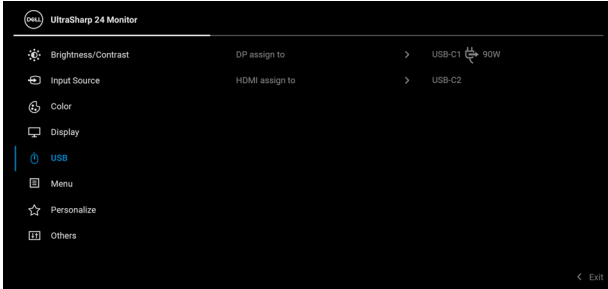 DELL UltraSharp 24 Monitor
Brightness/Contrast DP assign to > USB-C1 90W
Input Source HDMI assign to > USB-C2
Color
Display
USB
Menu
Personalize
Others
< Exit